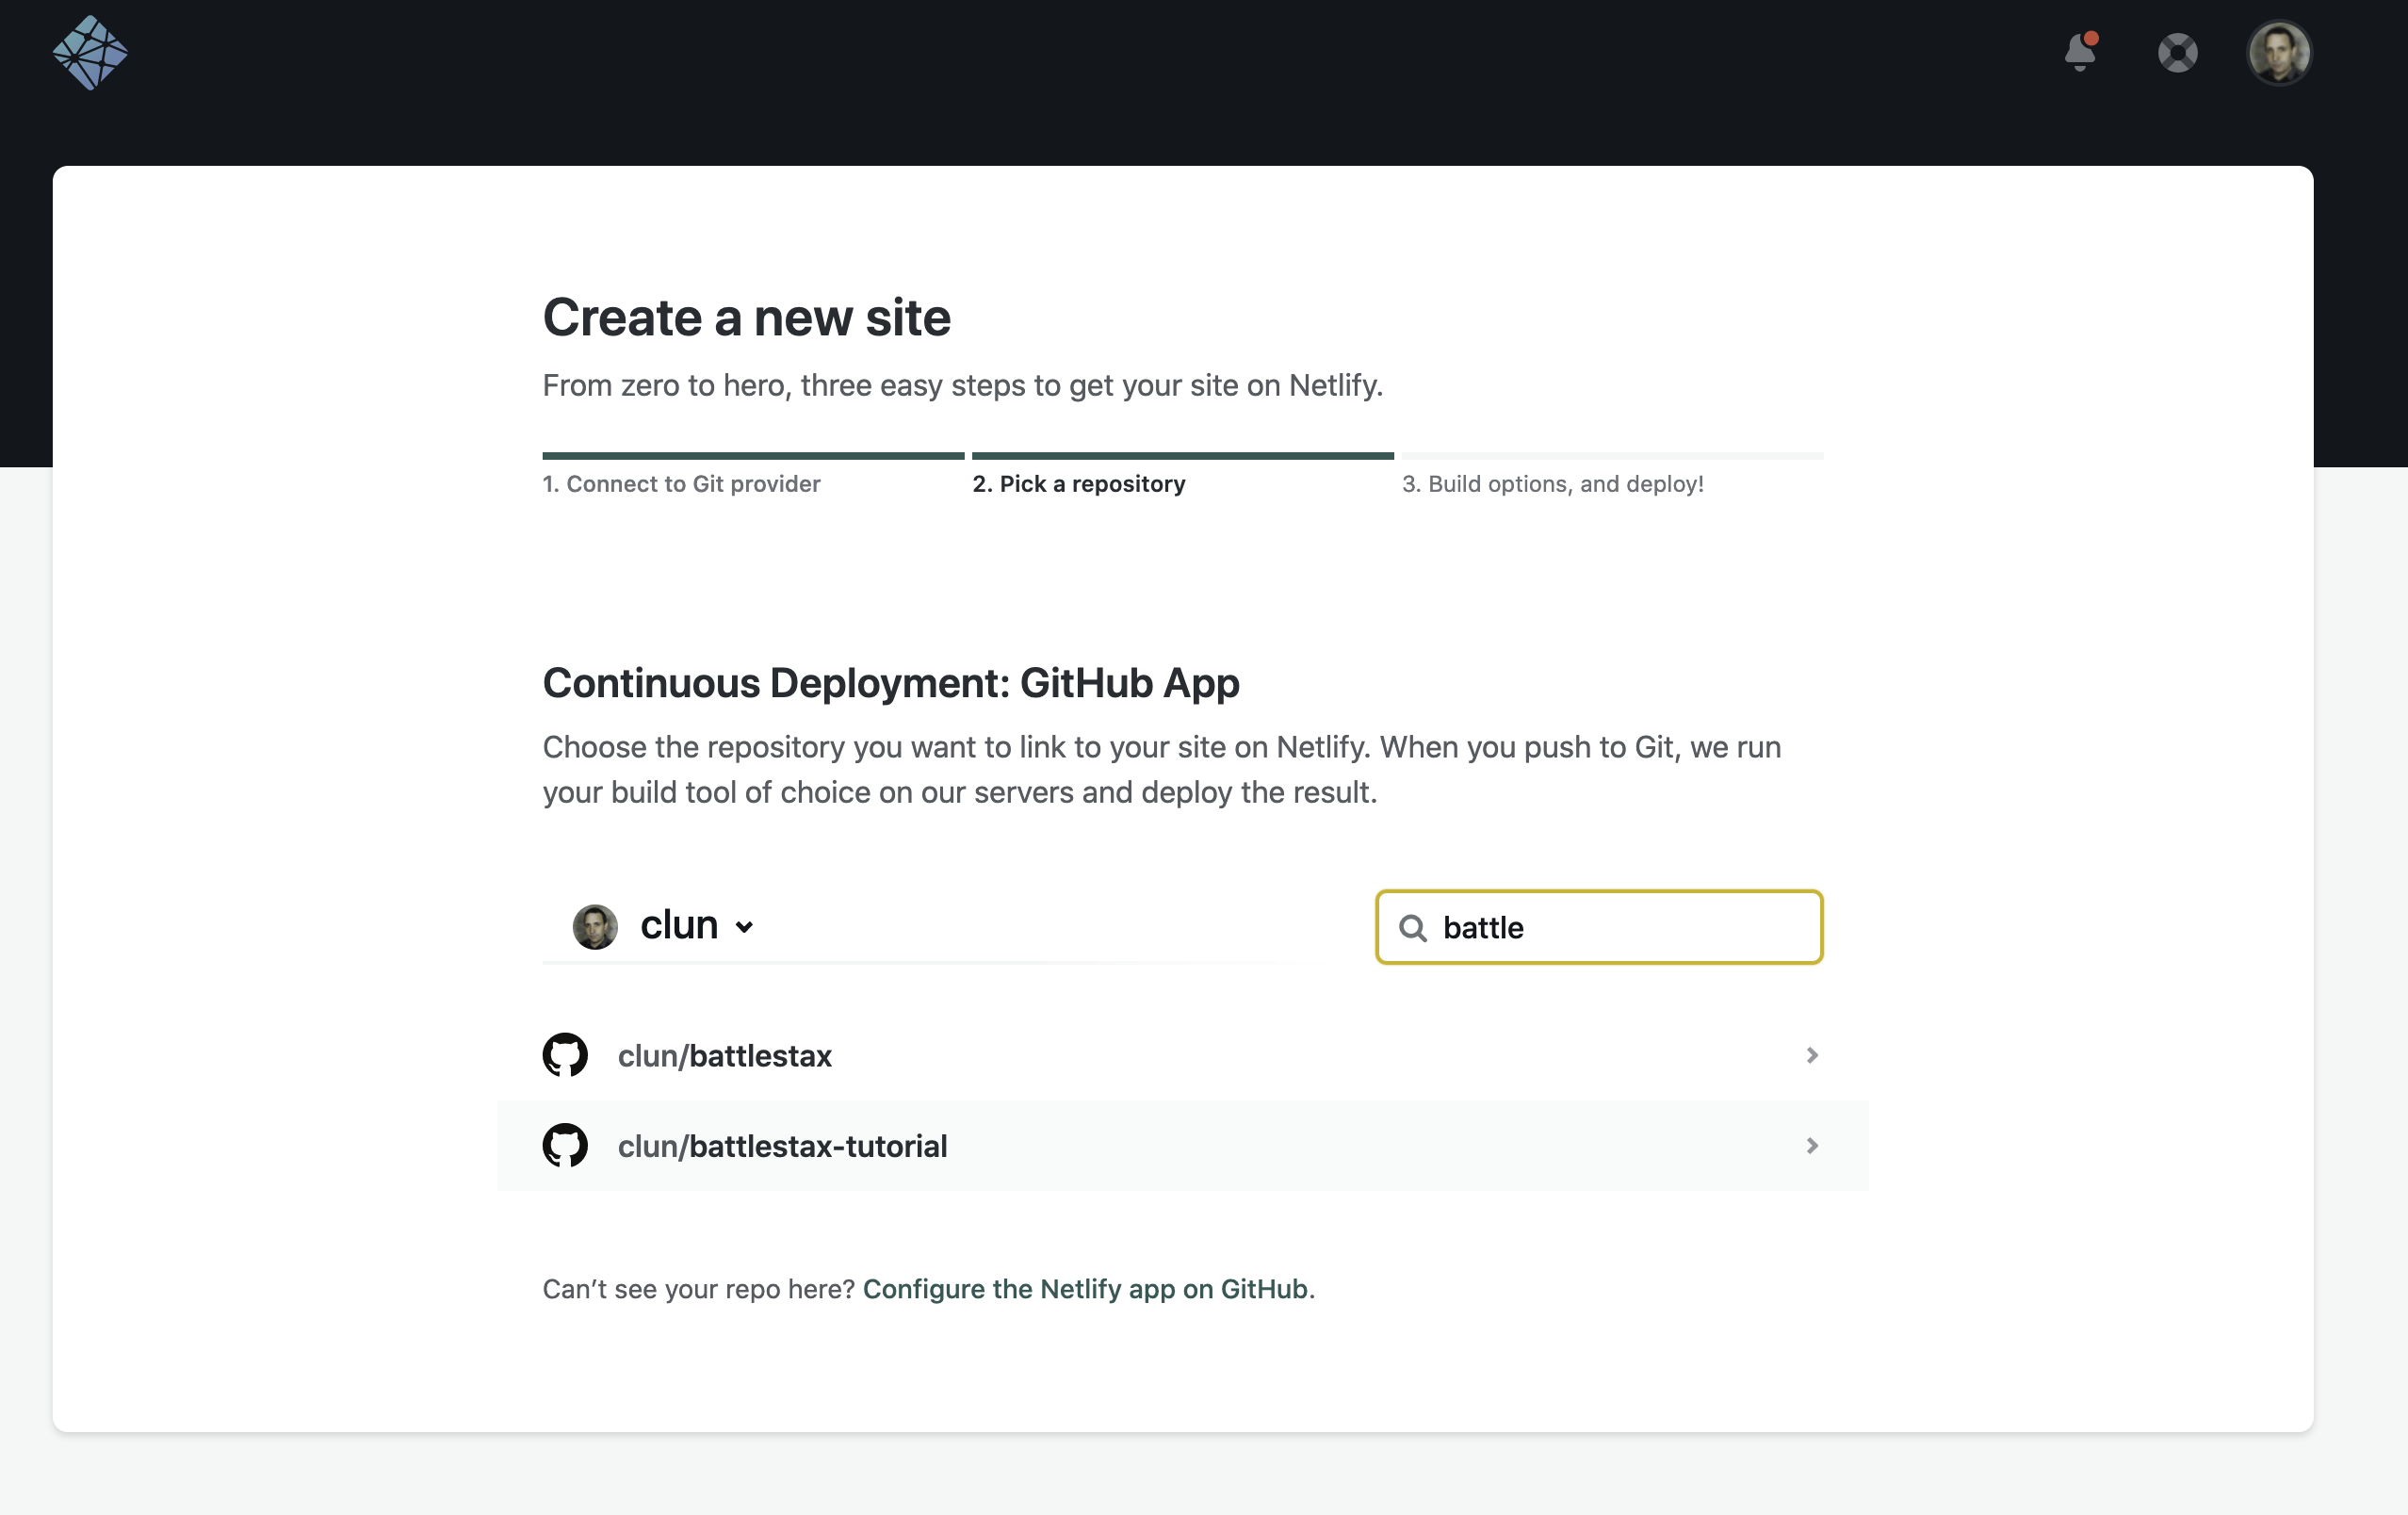 Create a new site
From zero to hero, three easy steps to get your site on Netlify.
1. Connect to Git provider
2. Pick a repository
3. Build options, and deploy!
Continuous Deployment: GitHub App
Choose the repository you want to link to your site on Netlify. When you push to Git, we run
your build tool of choice on our servers and deploy the result.
clun
battle
clun/battlestax
clun/battlestax-tutorial
Can’t see your repo here? Configure the Netlify app on GitHub.